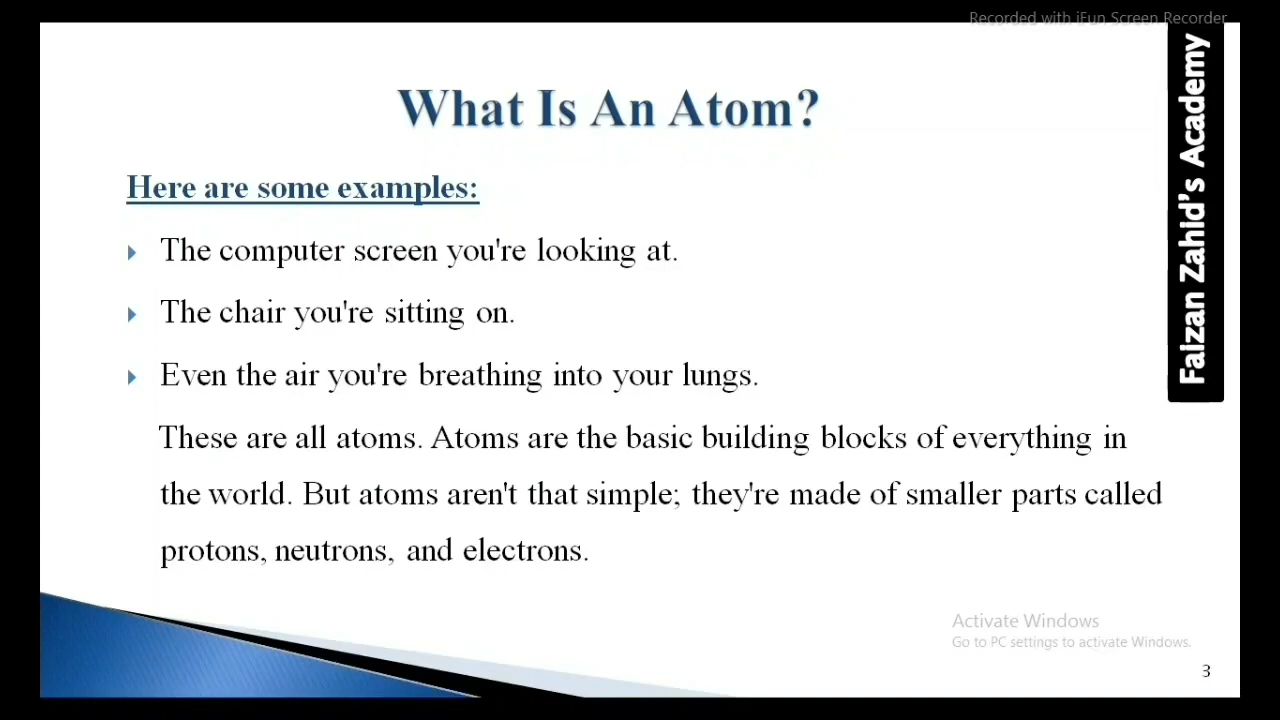 Recorded with iFun Screen Recorder
Faizan Zahid's Academy
What Is An Atom?
Here are some examples:
The computer screen you're looking at.
The chair you're sitting on.
Even the air you're breathing into your lungs.
These are all atoms. Atoms are the basic building blocks of everything in
the world. But atoms aren't that simple; they're made of smaller parts called
protons, neutrons, and electrons.
Activate Windows
Go to PC settings to activate Windows.
3